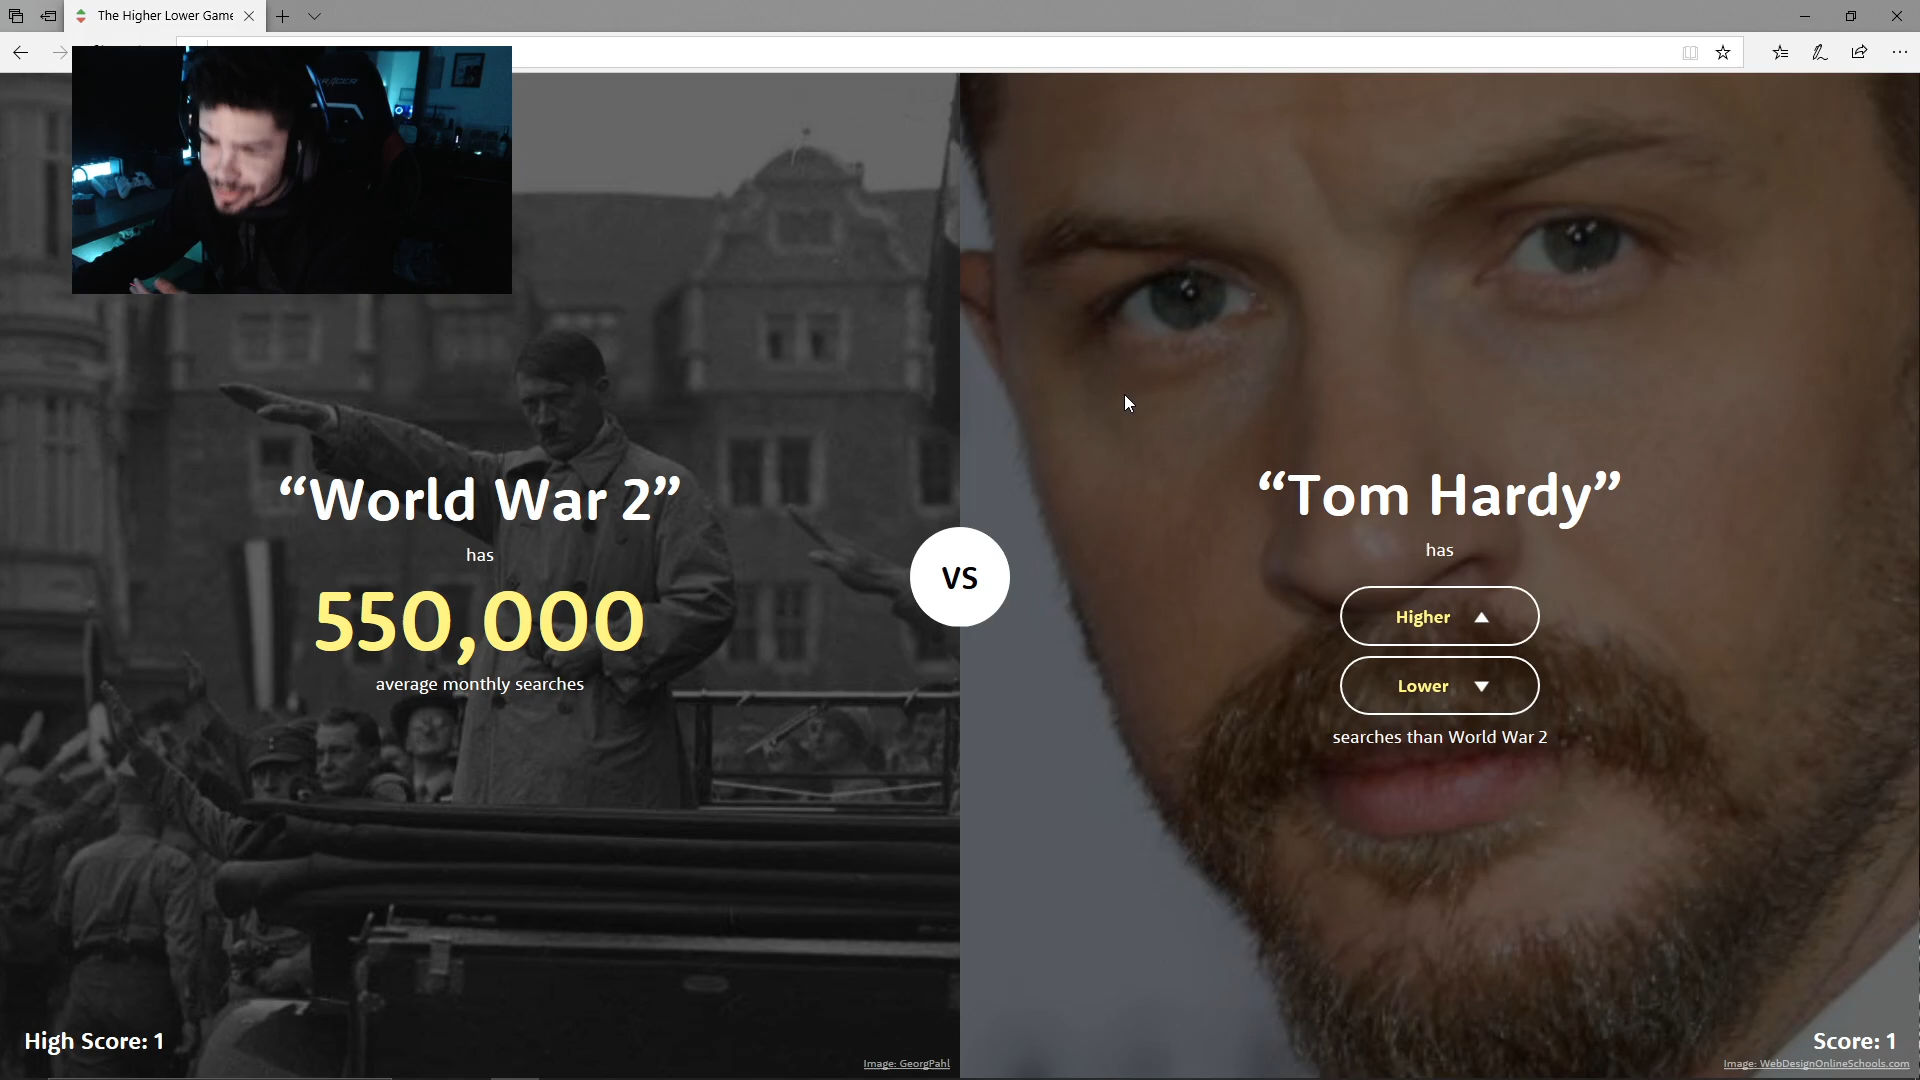 The Higher Lower Game
“World War 2”
has
550,000
average monthly searches
VS
“Tom Hardy”
has
Higher
Lower
searches than World War 2
High Score: 1
Score: 1
Image: GeorgPahl
Image: WebDesignOnlineSchools.com